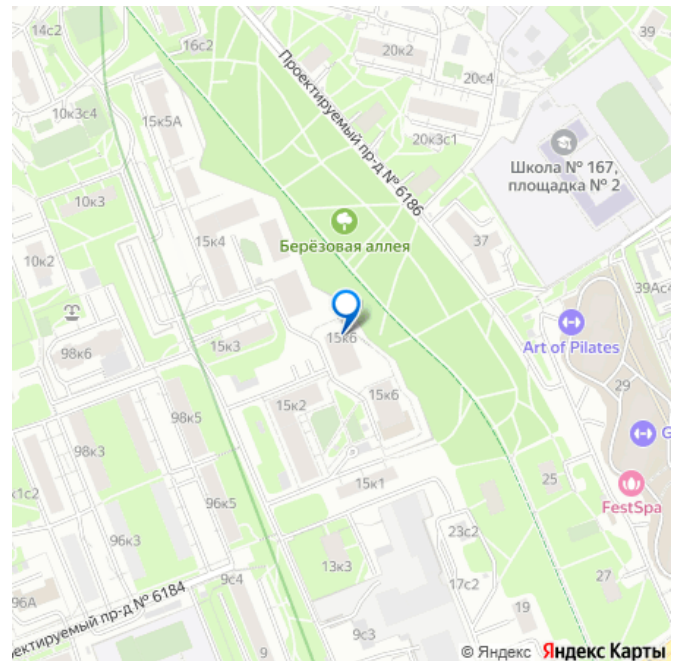 14с2
16с2
20к2
39
20с4
10к3с4
15к5А
Проектируемый пр-д № 6186
20к3с1
Школа № 167,
площадка № 2
10к3
15к4
Берёзовая аллея
37
10к2
39Ас4
15к3
15к6
Art of Pilates
98к6
29
15к2
15к6
98к5
G
98к3
к1с2
96к5
15к1
25
FestSpa
96к3
23с2
13к3
17с2
27
9с4
96А
ектируемый пр-д № 6184
19
9с3
9
© Яндекс Яндекс Карты